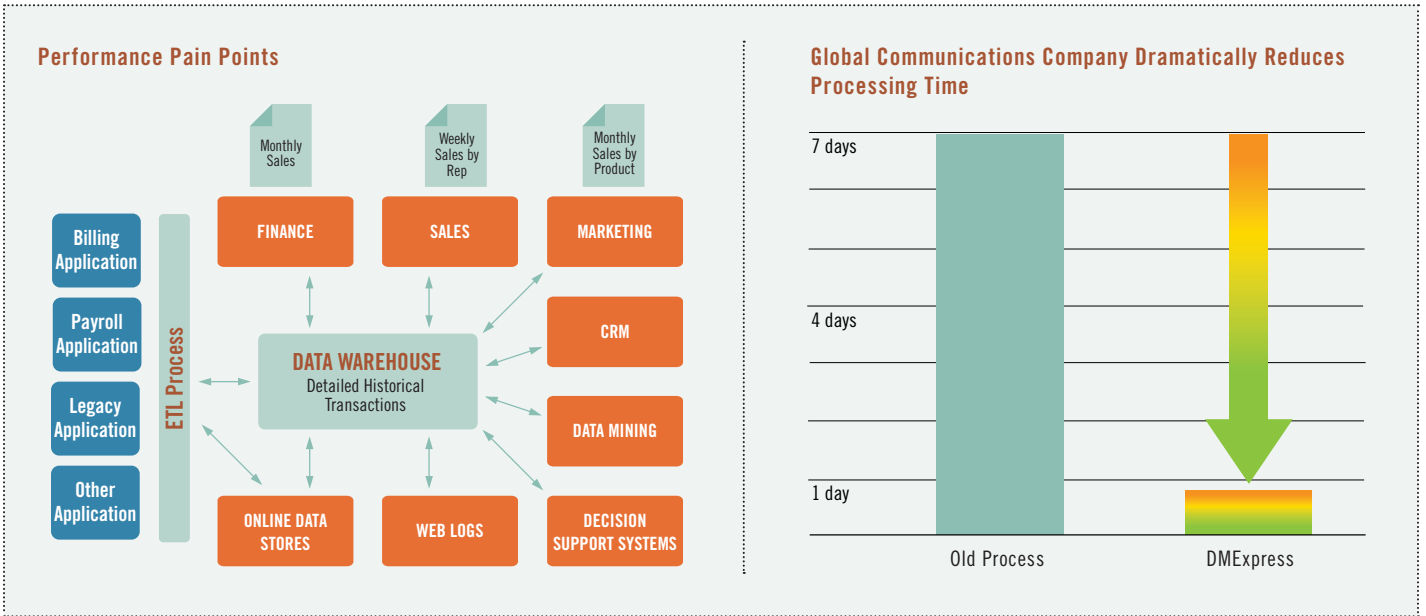 Performance Pain Points
Monthly
Sales
Weekly
Sales by
Rep
Monthly
Sales by
Product
Billing
Application
Payroll
Application
Legacy
Application
Other
Application
ETL Process
FINANCE
SALES
MARKETING
CRM
DATA WAREHOUSE
Detailed Historical
Transactions
DATA MINING
ONLINE DATA
STORES
WEB LOGS
DECISION
SUPPORT SYSTEMS
Global Communications Company Dramatically Reduces
Processing Time
7 days
4 days
1 day
Old Process
DMExpress